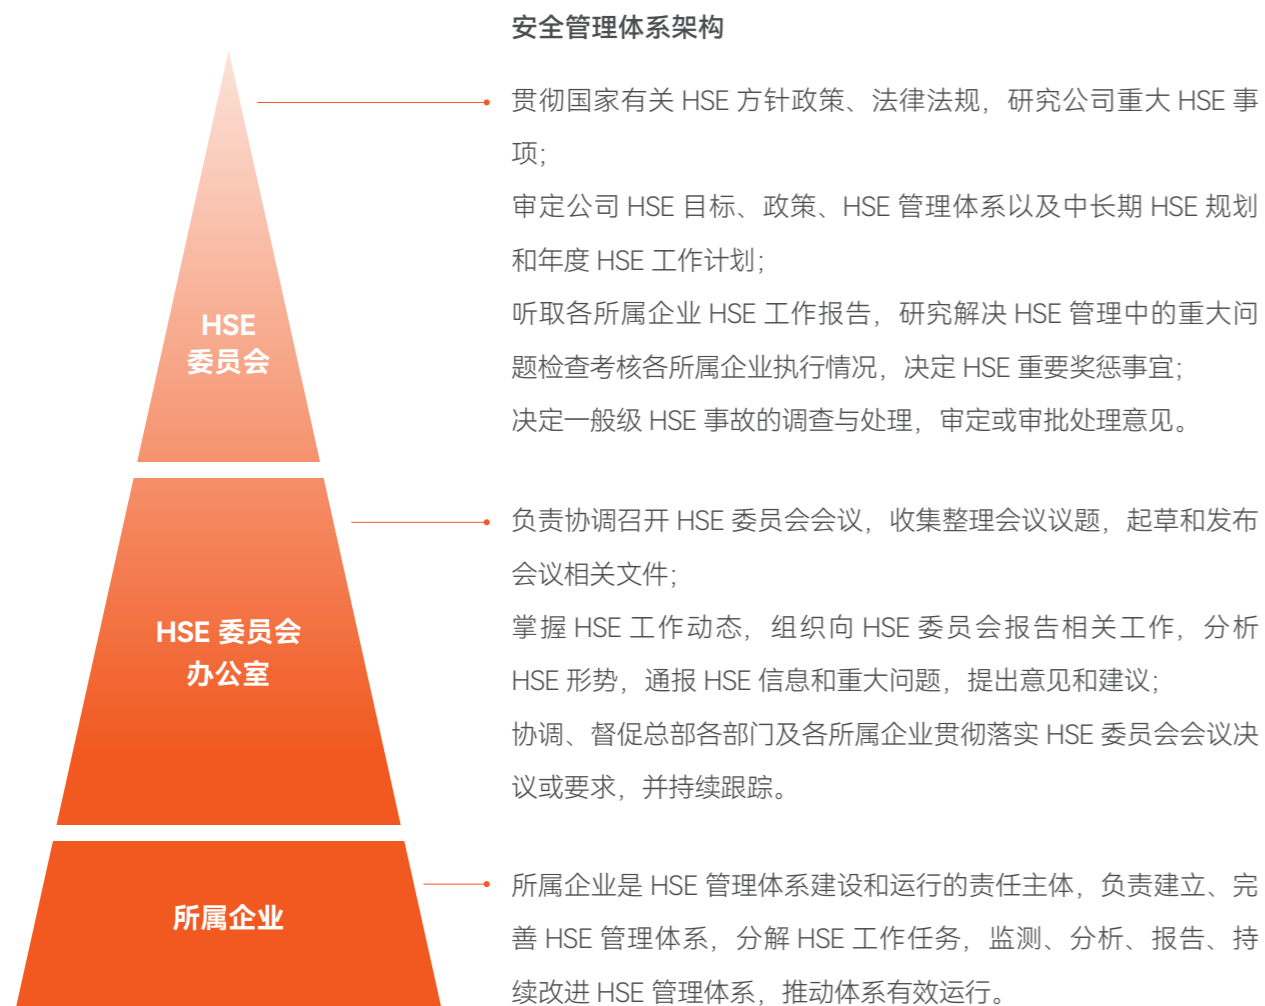 安全管理体系架构
贯彻国家有关 HSE 方针政策、法律法规，研究公司重大 HSE 事
项；
审定公司 HSE 目标、政策、HSE 管理体系以及中长期 HSE 规划
和年度 HSE 工作计划；
听取各所属企业 HSE 工作报告，研究解决 HSE 管理中的重大问
题检查考核各所属企业执行情况，决定 HSE 重要奖惩事宜；
决定一般级 HSE 事故的调查与处理，审定或审批处理意见。
HSE
委员会
负责协调召开 HSE 委员会会议，收集整理会议议题，起草和发布
会议相关文件；
掌握 HSE 工作动态，组织向 HSE 委员会报告相关工作，分析
HSE 形势，通报 HSE 信息和重大问题，提出意见和建议；
协调、督促总部各部门及各所属企业贯彻落实 HSE 委员会会议决
议或要求，并持续跟踪。
HSE 委员会
办公室
所属企业是 HSE 管理体系建设和运行的责任主体，负责建立、完
善 HSE 管理体系，分解 HSE 工作任务，监测、分析、报告、持
续改进 HSE 管理体系，推动体系有效运行。
所属企业